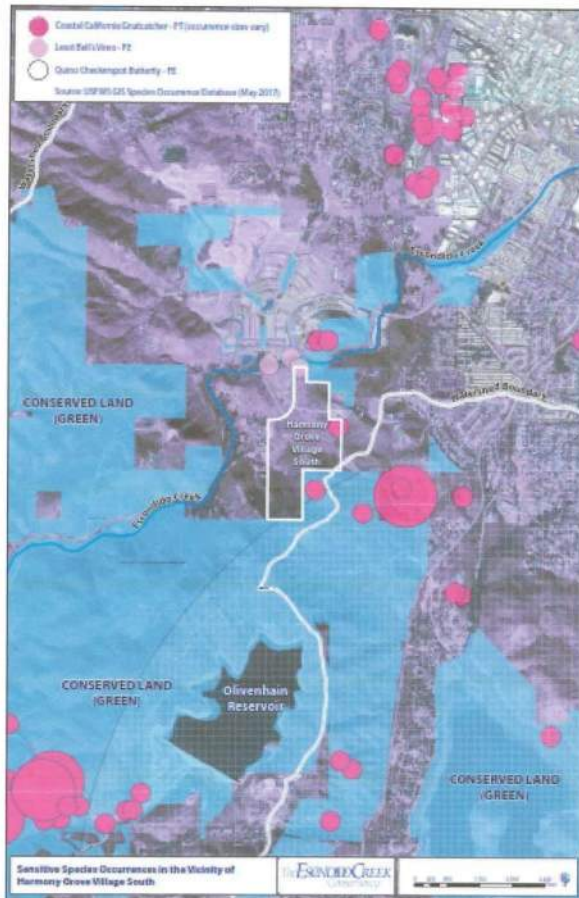 Coastal California Gnatcatcher - FT (occurrence sizes vary)
Least Bell's Vireo - FE
Quino Checkerspot Butterfly - FE
Source: USFWS GIS Species Occurrence Database (May 2017)
Watershed Boundary
Escondido Creek
CONSERVED LAND
(GREEN)
Watershed Boundary
Harmony
Grove
Village
South
Escondido Creek
CONSERVED LAND
(GREEN)
Olivenhain
Reservoir
CONSERVED LAND
(GREEN)
Sensitive Species Occurrences in the Vicinity of
Harmony Grove Village South
The ESCONDIDO CREEK
Conservancy